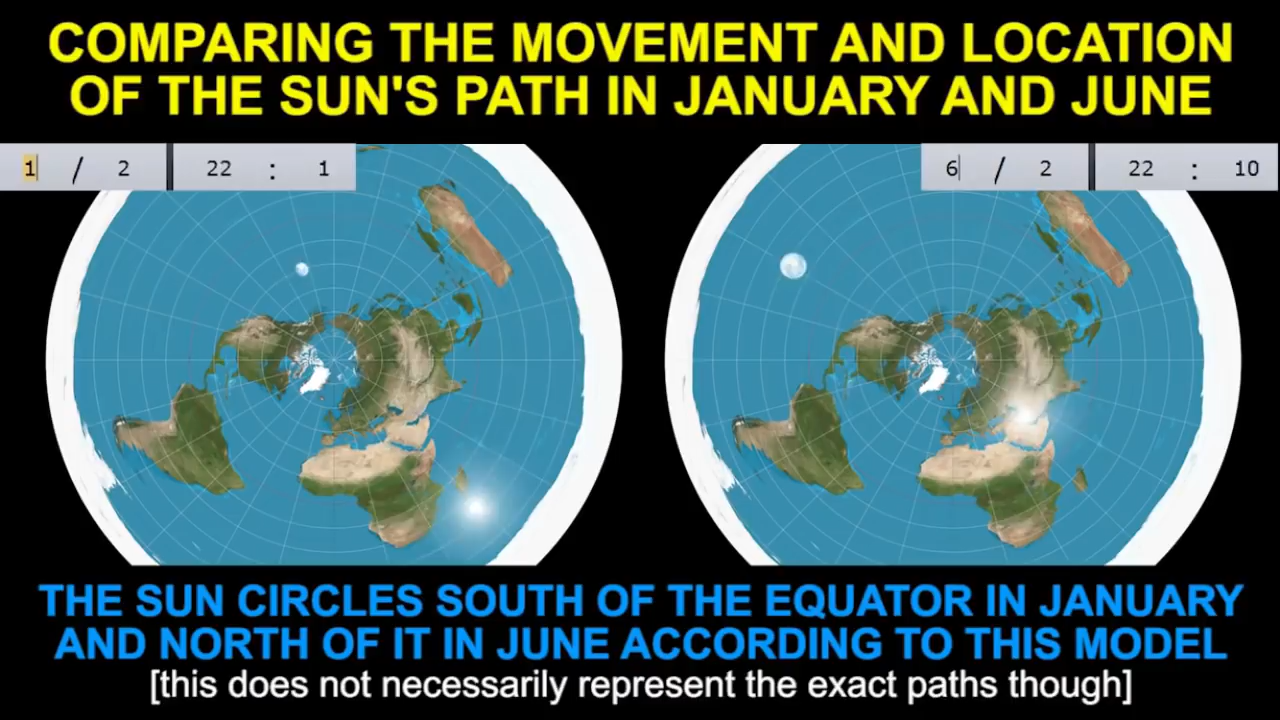 COMPARING THE MOVEMENT AND LOCATION
OF THE SUN'S PATH IN JANUARY AND JUNE
1 / 2 22 : 1
6 / 2 22 : 10
THE SUN CIRCLES SOUTH OF THE EQUATOR IN JANUARY
AND NORTH OF IT IN JUNE ACCORDING TO THIS MODEL
[this does not necessarily represent the exact paths though]